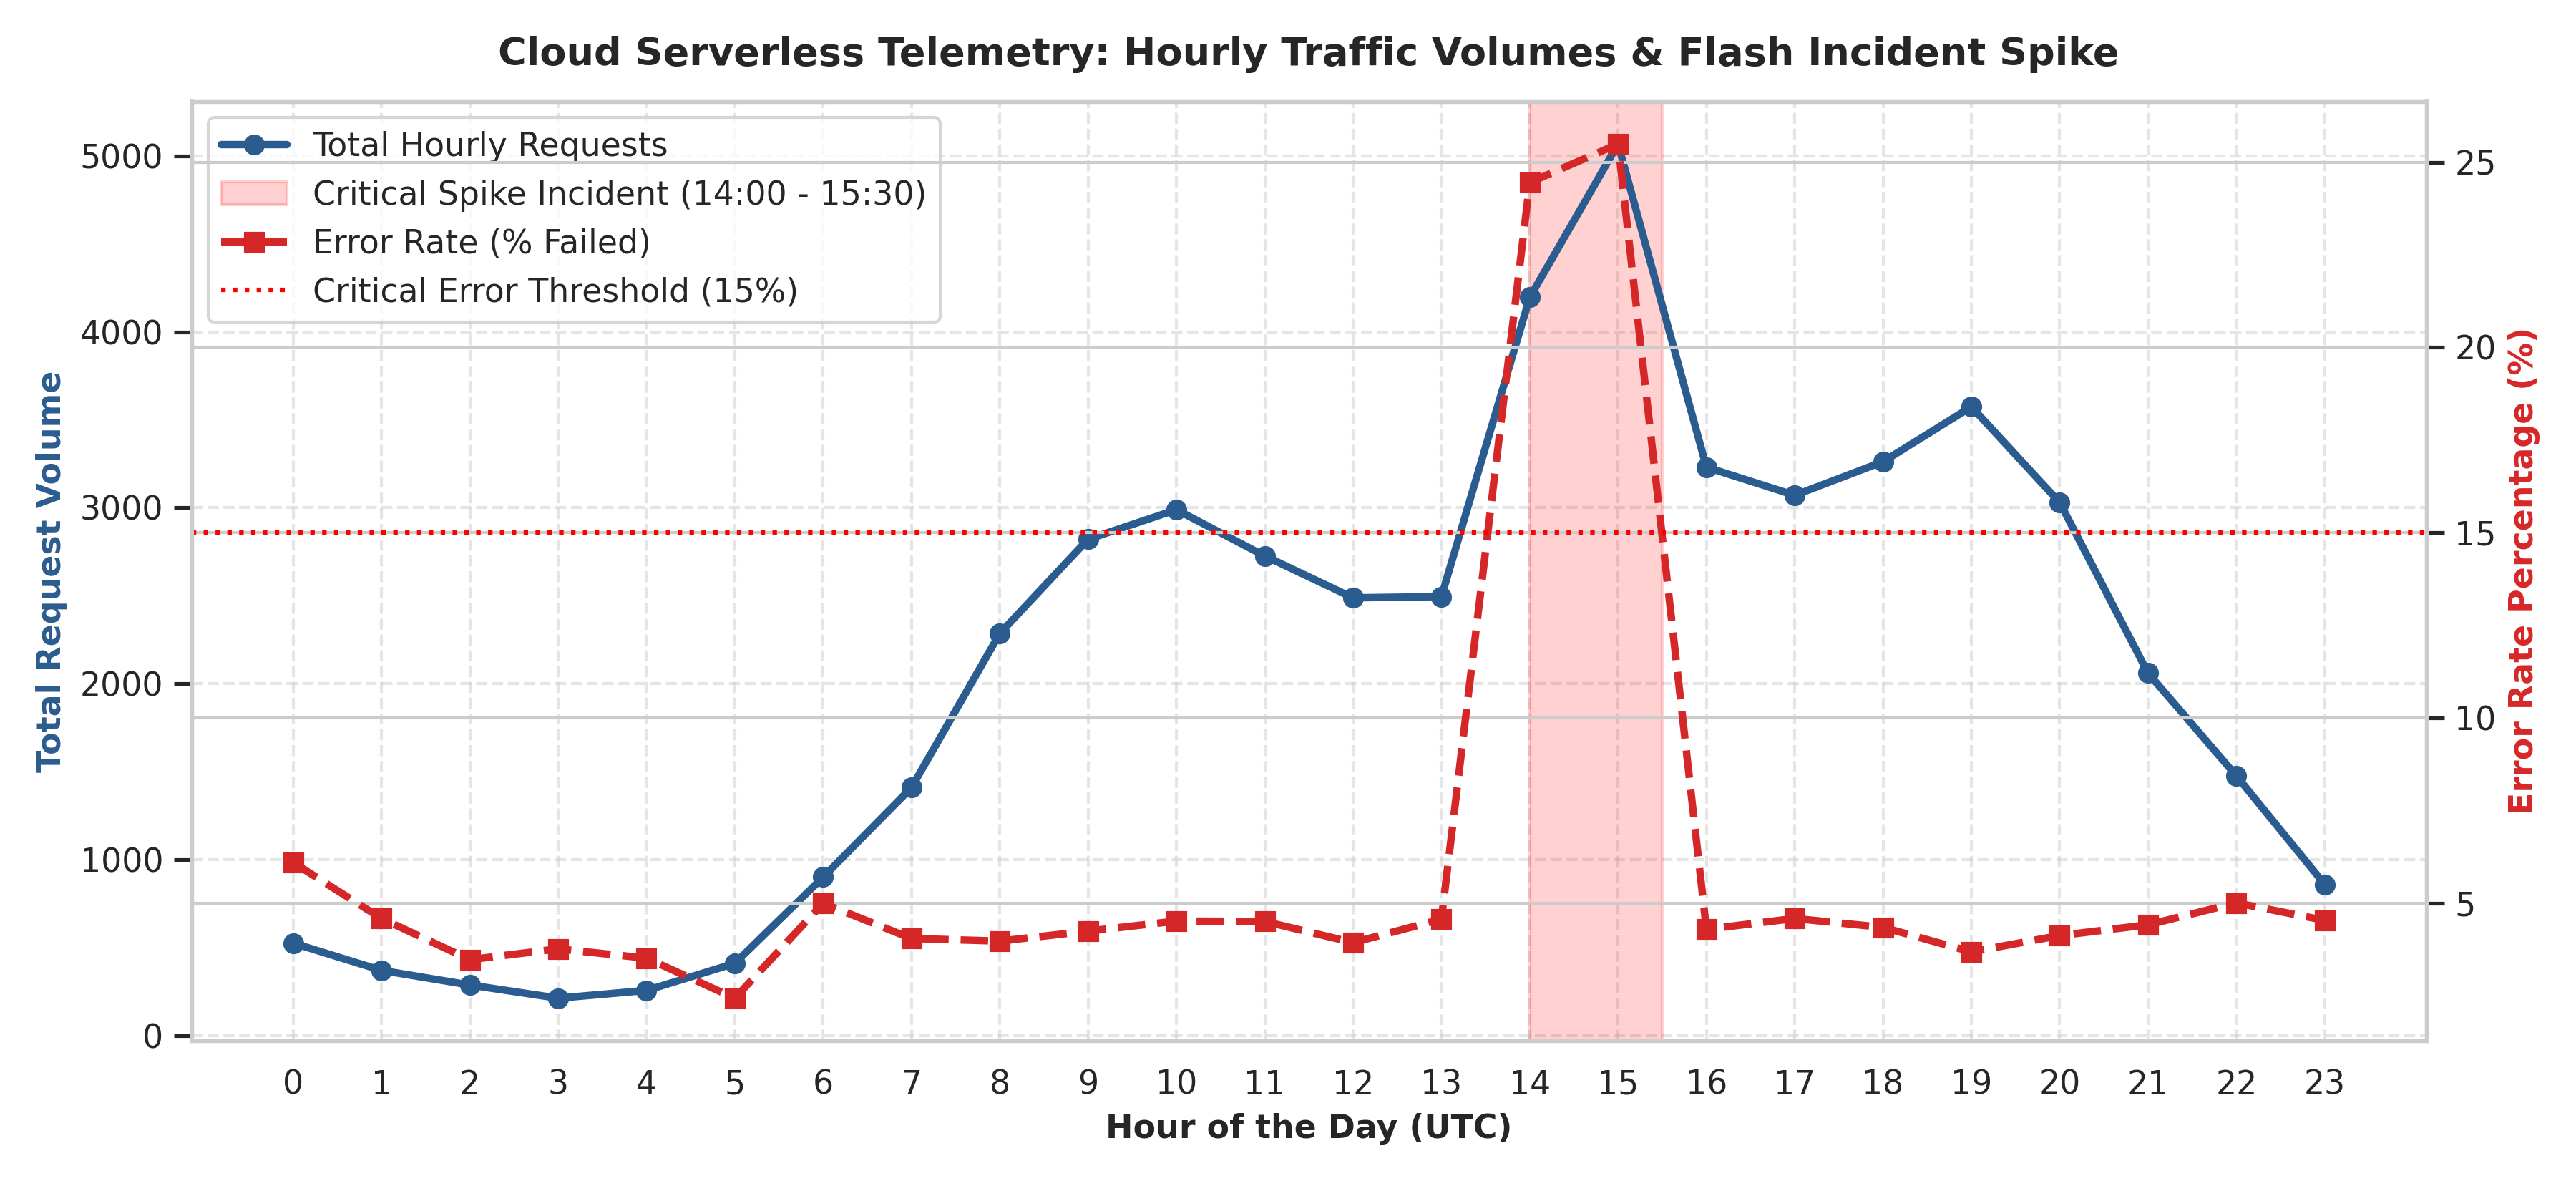 Cloud Serverless Telemetry: Hourly Traffic Volumes & Flash Incident Spike
Total Hourly Requests
Critical Spike Incident (14:00 - 15:30)
Error Rate (% Failed)
Critical Error Threshold (15%)
Total Request Volume
5000
4000
3000
2000
1000
0
25
20
15
10
5
Error Rate Percentage (%)
0 1 2 3 4 5 6 7 8 9 10 11 12 13 14 15 16 17 18 19 20 21 22 23
Hour of the Day (UTC)